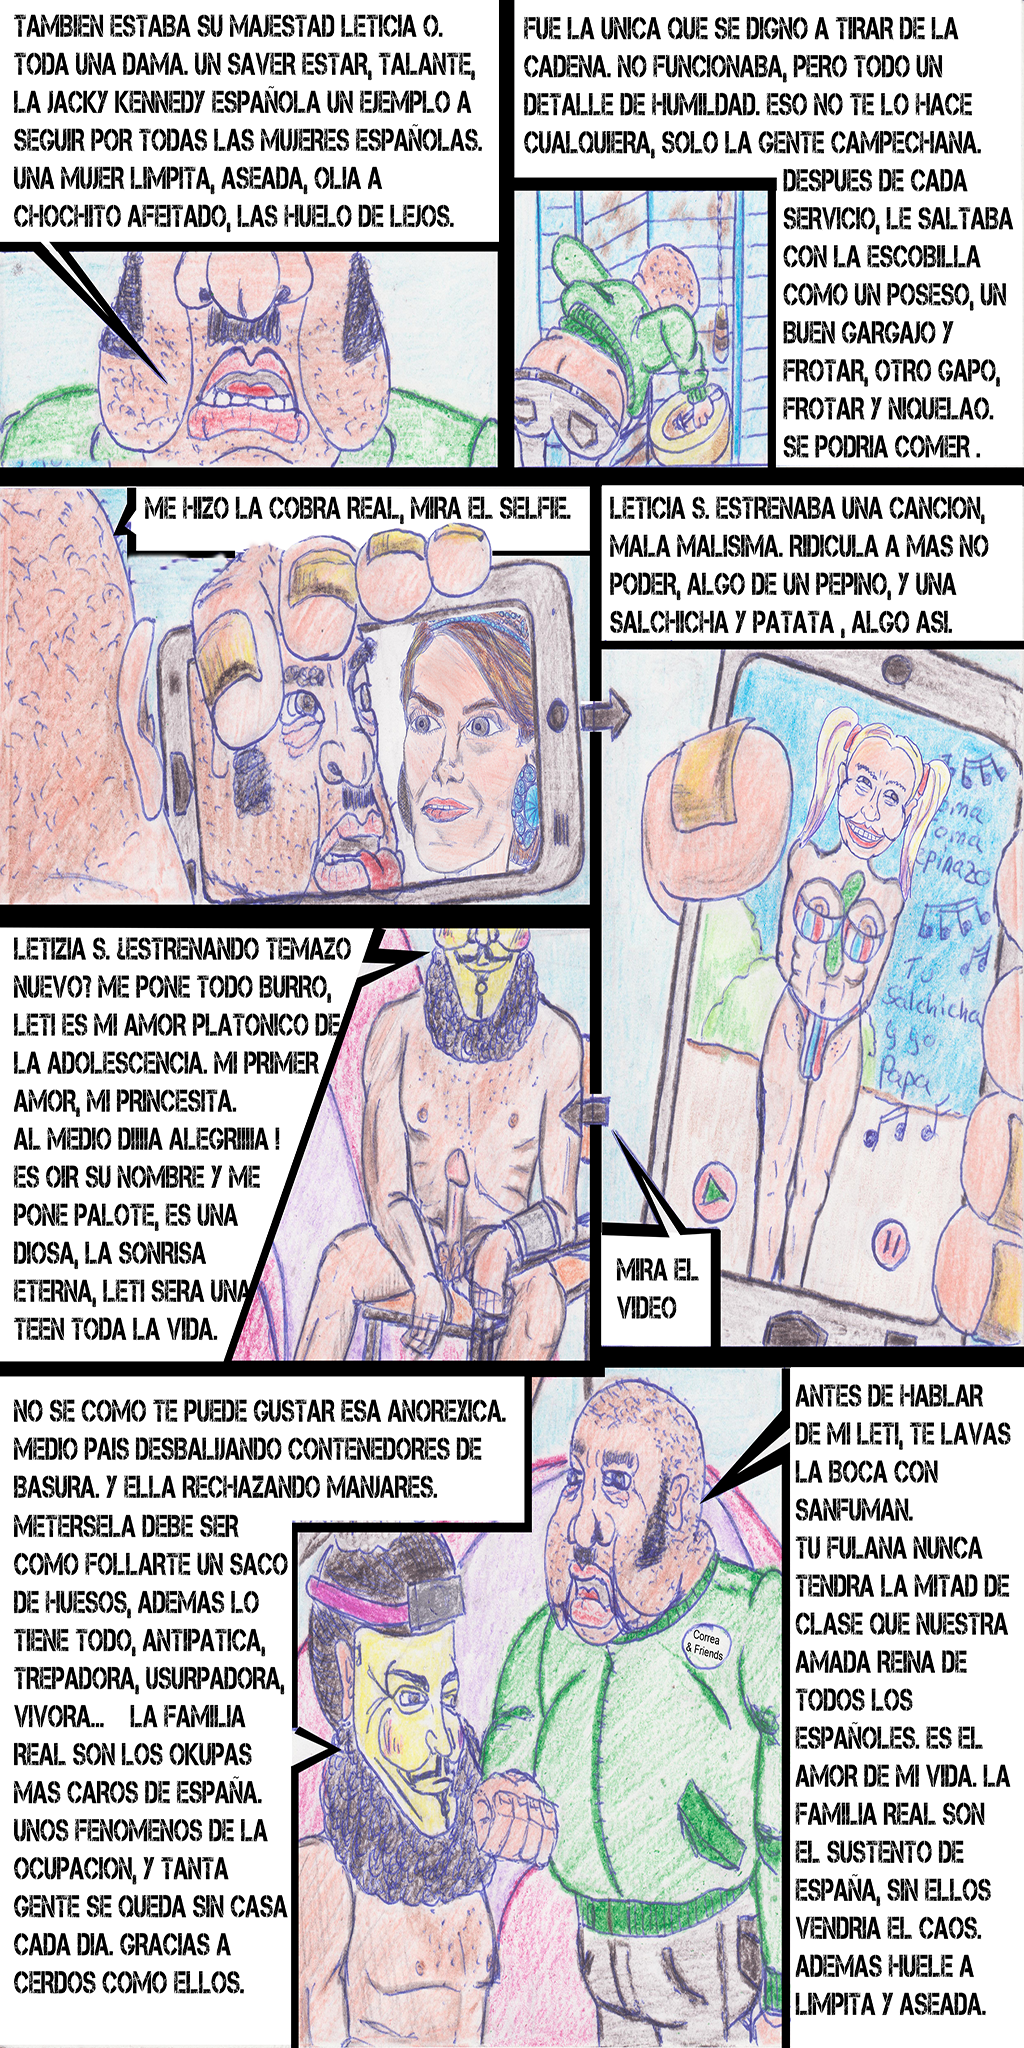 TAMBIEN ESTABA SU MAJESTAD LETICIA O.
TODA UNA DAMA. UN SAVER ESTAR, TALANTE,
LA JACKY KENNEDY ESPAÑOLA UN EJEMPLO A
SEGUIR POR TODAS LAS MUJERES ESPAÑOLAS.
UNA MUJER LIMPITA, ASEADA, OLIA A
CHOCHITO AFEITADO, LAS HUELO DE LEJOS.
FUE LA UNICA QUE SE DIGNO A TIRAR DE LA
CADENA. NO FUNCIONABA, PERO TODO UN
DETALLE DE HUMILDAD. ESO NO TE LO HACE
CUALQUIERA, SOLO LA GENTE CAMPECHANA.
DESPUES DE CADA
SERVICIO, LE SALTABA
CON LA ESCOBILLA
COMO UN POSESO, UN
BUEN GARGAJO Y
FROTAR, OTRO GAPO,
FROTAR Y NIQUELAO.
SE PODRIA COMER .
ME HIZO LA COBRA REAL, MIRA EL SELFIE.
LETICIA S. ESTRENABA UNA CANCION,
MALA MALISIMA. RIDICULA A MAS NO
PODER, ALGO DE UN PEPINO, Y UNA
SALCHICHA Y PATATA , ALGO ASI.
Toma
Toma
epinazo
Tu
salchicha
y yo
Papa
LETIZIA S. ¿ESTRENANDO TEMAZO
NUEVO? ME PONE TODO BURRO,
LETI ES MI AMOR PLATONICO DE
LA ADOLESCENCIA. MI PRIMER
AMOR, MI PRINCESITA.
AL MEDIO DIIIIA ALEGRIIIIIA !
ES OIR SU NOMBRE Y ME
PONE PALOTE, ES UNA
DIOSA, LA SONRISA
ETERNA, LETI SERA UNA
TEEN TODA LA VIDA.
MIRA EL
VIDEO
NO SE COMO TE PUEDE GUSTAR ESA ANOREXICA.
MEDIO PAIS DESBALIJANDO CONTENEDORES DE
BASURA. Y ELLA RECHAZANDO MANJARES.
METERSELA DEBE SER
COMO FOLLARTE UN SACO
DE HUESOS, ADEMAS LO
TIENE TODO, ANTIPATICA,
TREPADORA, USURPADORA,
VIVORA... LA FAMILIA
REAL SON LOS OKUPAS
MAS CAROS DE ESPAÑA.
UNOS FENOMENOS DE LA
OCUPACION, Y TANTA
GENTE SE QUEDA SIN CASA
CADA DIA. GRACIAS A
CERDOS COMO ELLOS.
Correa
& Friends
ANTES DE HABLAR
DE MI LETI, TE LAVAS
LA BOCA CON
SANFUMAN.
TU FULANA NUNCA
TENDRA LA MITAD DE
CLASE QUE NUESTRA
AMADA REINA DE
TODOS LOS
ESPAÑOLES. ES EL
AMOR DE MI VIDA. LA
FAMILIA REAL SON
EL SUSTENTO DE
ESPAÑA, SIN ELLOS
VENDRIA EL CAOS.
ADEMAS HUELE A
LIMPITA Y ASEADA.